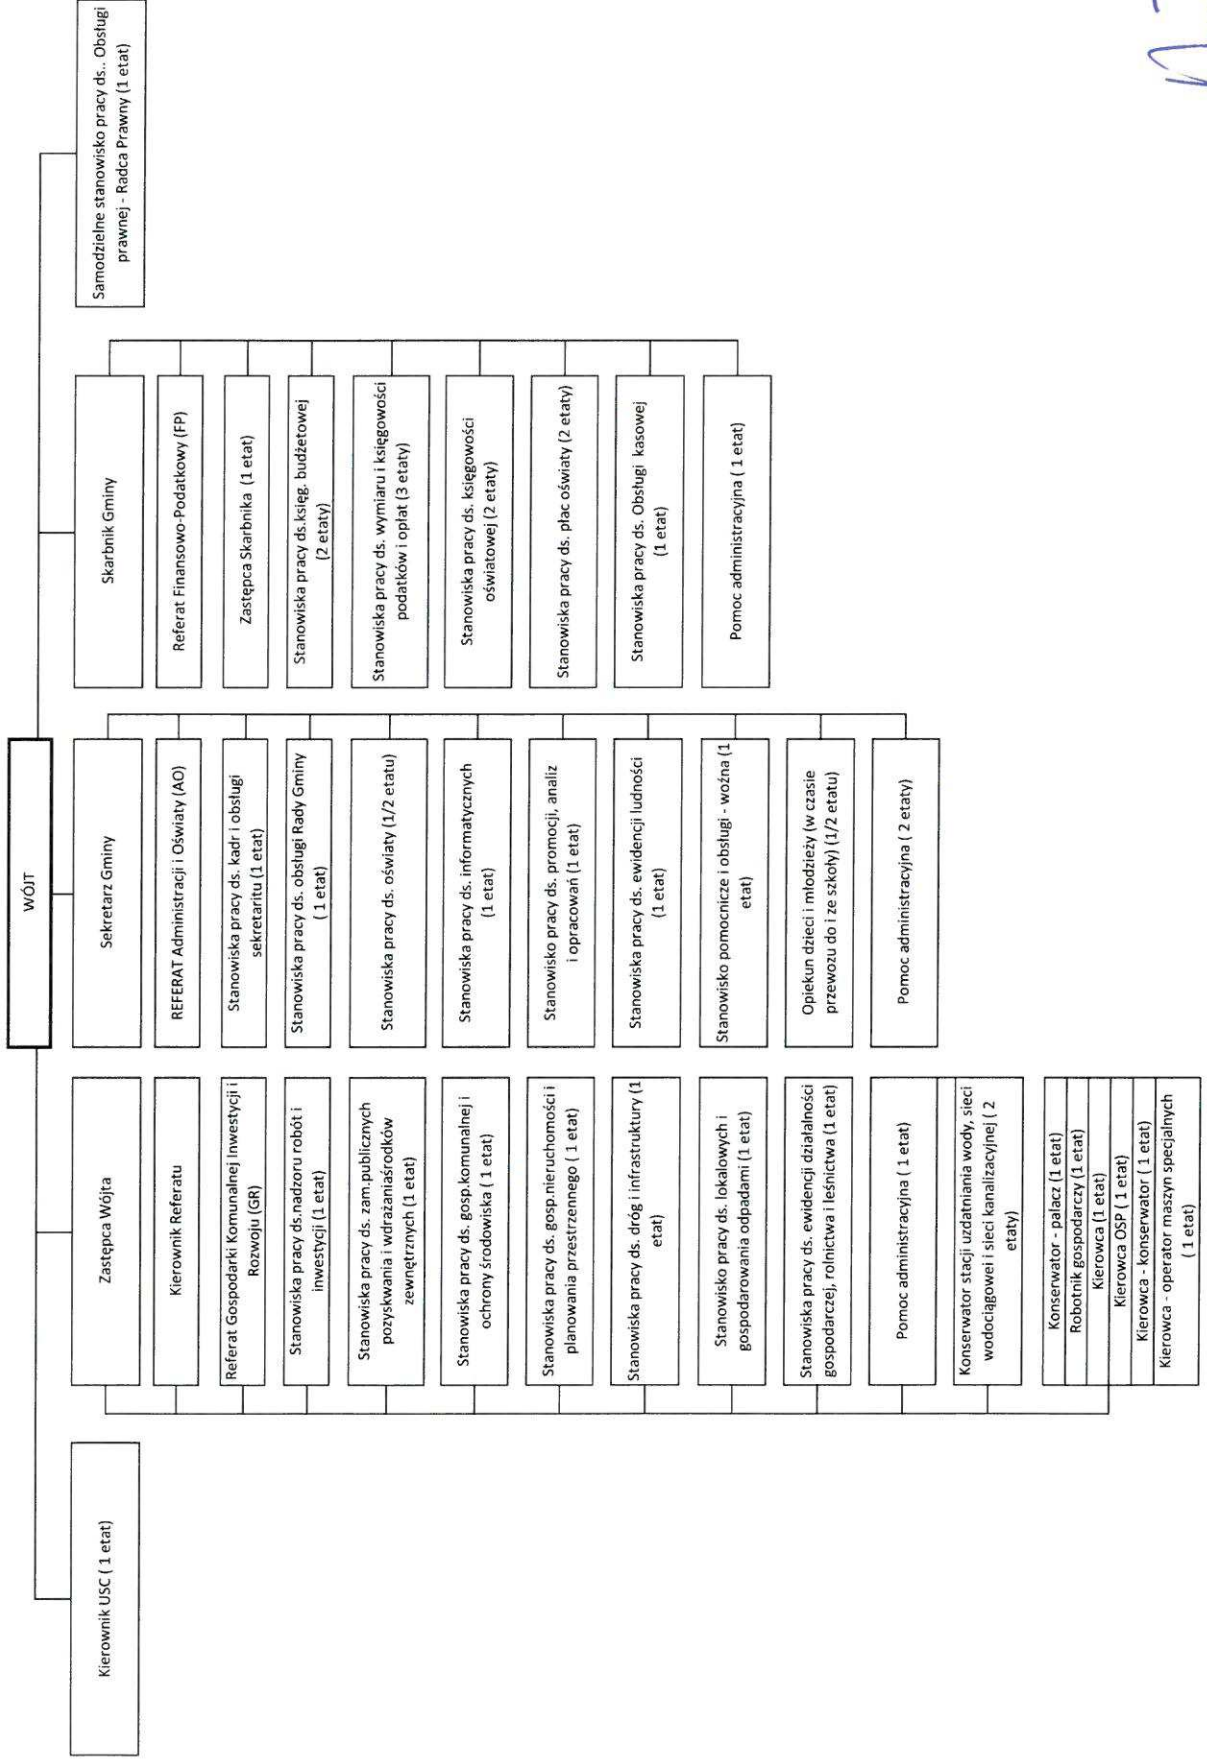 WÓJT
Kierownik USC ( 1 etat)
Zastępca Wójta
Kierownik Referatu
Referat Gospodarki Komunalnej Inwestycji i
Rozwoju (GR)
Stanowiska pracy ds.nadzoru robót i
inwestycji (1 etat)
Stanowiska pracy ds. zam.publicznych
pozyskwania i wdrażaniaśrodków
zewnętrznych (1 etat)
Stanowiska pracy ds. gosp.komunalnej i
ochrony środowiska ( 1 etat)
Stanowiska pracy ds. gosp.nieruchomości i
planowania przestrzennego ( 1 etat)
Stanowiska pracy ds. dróg i infrastruktury (1
etat)
Stanowisko pracy ds. lokalowych i
gospodarowania odpadami (1 etat)
Stanowiska pracy ds. ewidencji działalności
gospodarczej, rolnictwa i leśnictwa (1 etat)
Pomoc administracyjna ( 1 etat)
Konserwator stacji uzdatniania wody, sieci
wodociągowei i sieci kanalizacyjnej ( 2
etaty)
Konserwator - palacz (1 etat)
Robotnik gospodarczy (1 etat)
Kierowca (1 etat)
Kierowca OSP ( 1 etat)
Kierowca - konserwator ( 1 etat)
Kierowca - operator maszyn specjalnych
( 1 etat)
Sekretarz Gminy
REFERAT Administracji i Oświaty (AO)
Stanowiska pracy ds. kadr i obsługi
sekretaritu (1 etat)
Stanowiska pracy ds. obsługi Rady Gminy
( 1 etat)
Stanowiska pracy ds. oświaty (1/2 etatu)
Stanowiska pracy ds. informatycznych
(1 etat)
Stanowisko pracy ds. promocji, analiz
i opracowań (1 etat)
Stanowiska pracy ds. ewidencji ludności
(1 etat)
Stanowisko pomocnicze i obsługi - woźna (1
etat)
Opiekun dzieci i młodzieży (w czasie
przewozu do i ze szkoły) (1/2 etatu)
Pomoc administracyjna ( 2 etaty)
Skarbnik Gminy
Referat Finansowo-Podatkowy (FP)
Zastępca Skarbnika (1 etat)
Stanowiska pracy ds.księg. budżetowej
(2 etaty)
Stanowiska pracy ds. wymiaru i księgowości
podatków i opłat (3 etaty)
Stanowiska pracy ds. księgowości
oświatowej (2 etaty)
Stanowiska pracy ds. płac oświaty (2 etaty)
Stanowiska pracy ds. Obsługi kasowej
(1 etat)
Pomoc administracyjna ( 1 etat)
Samodzielne stanowisko pracy ds.. Obsługi
prawnej - Radca Prawny (1 etat)